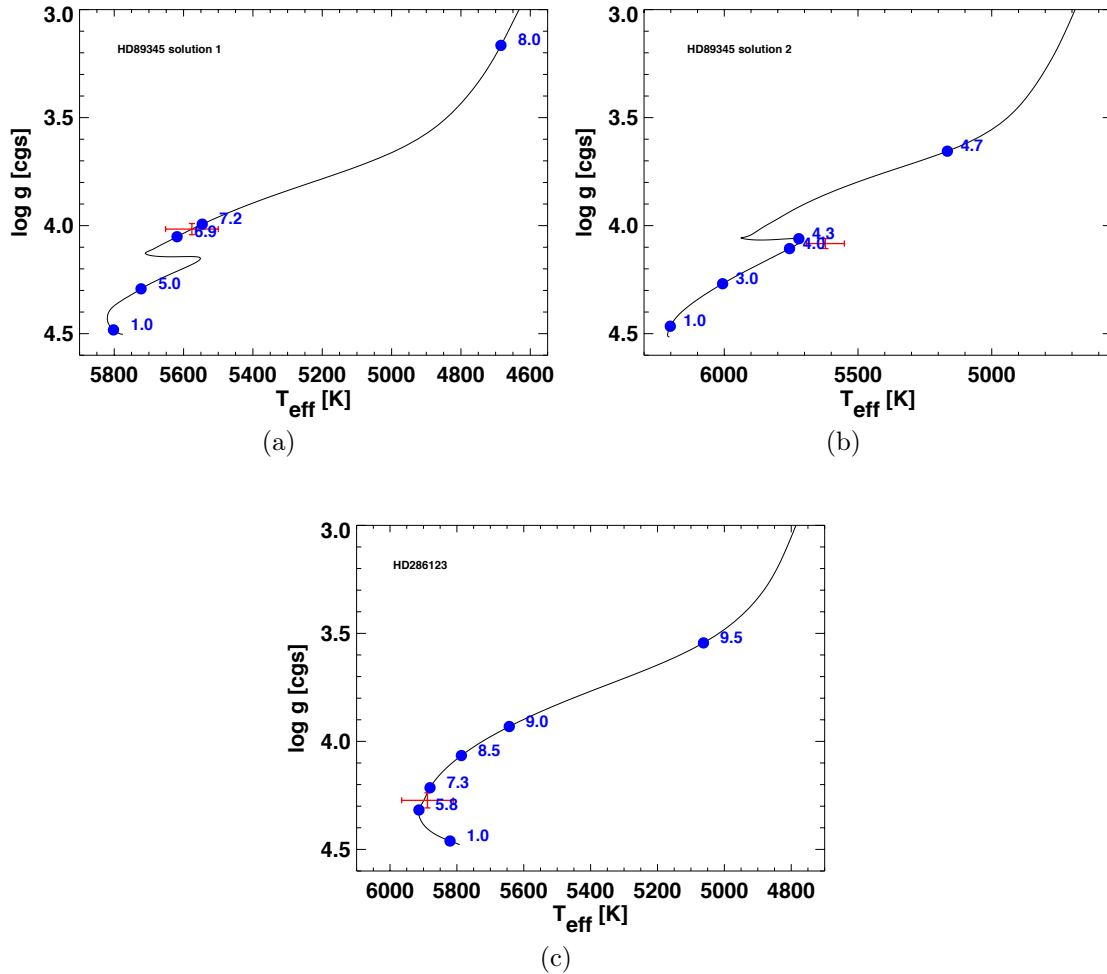 3.0
3.5
4.0
4.5
log g [cgs]
HD89345 solution 1
8.0
7.2
6.9
5.0
1.0
5800 5600 5400 5200 5000 4800 4600
T_eff [K]
(a)
3.0
3.5
4.0
4.5
log g [cgs]
HD89345 solution 2
4.7
4.3
4.0
3.0
1.0
6000 5500 5000
T_eff [K]
(b)
3.0
3.5
4.0
4.5
log g [cgs]
HD286123
9.5
9.0
8.5
7.3
5.8
1.0
6000 5800 5600 5400 5200 5000 4800
T_eff [K]
(c)